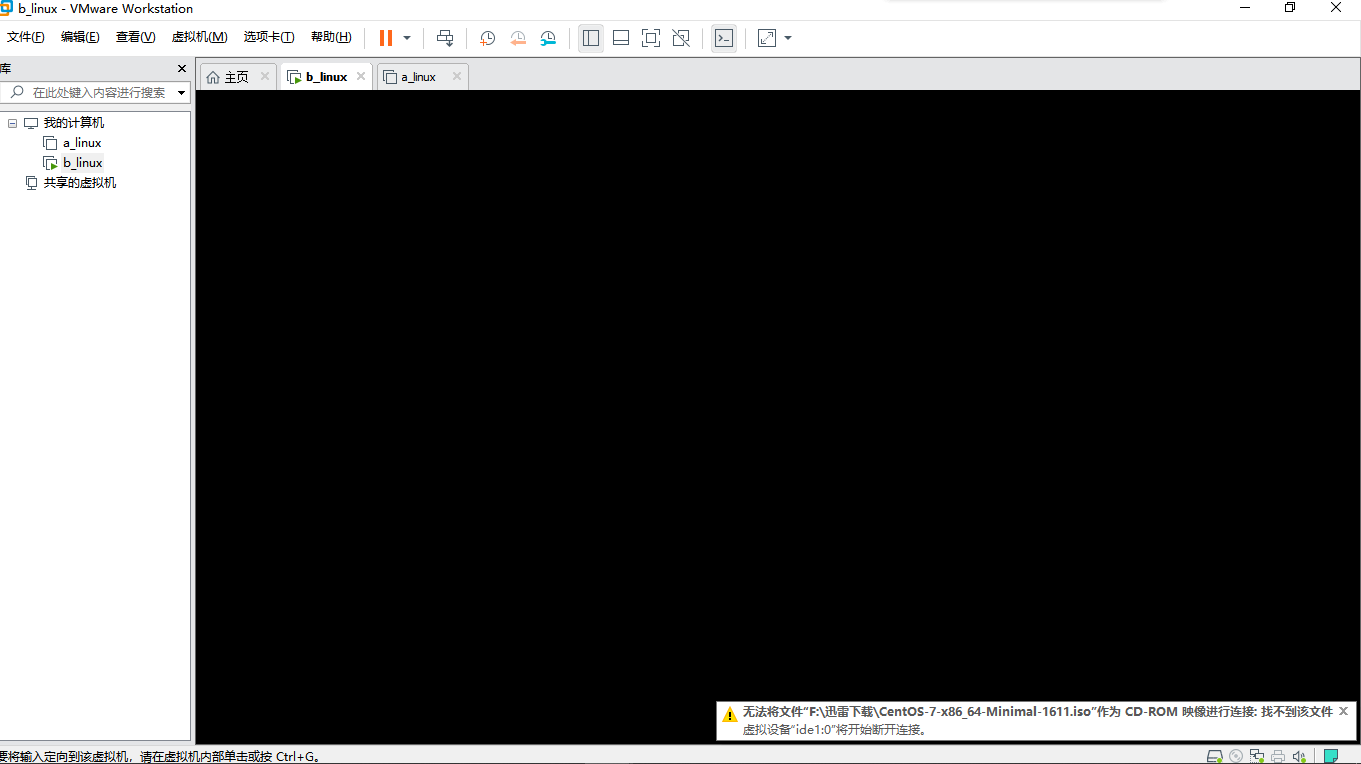 b_linux - VMware Workstation
文件(F) 编辑(E) 查看(V) 虚拟机(M) 选项卡(T) 帮助(H)
库
主页 b_linux a_linux
在此处键入内容进行搜索
我的计算机
a_linux
b_linux
共享的虚拟机
无法将文件“F:\迅雷下载\CentOS-7-x86_64-Minimal-1611.iso”作为 CD-ROM 映像进行连接: 找不到该文件
虚拟设备“ide1:0”将开始断开连接。
要将输入定向到该虚拟机，请在虚拟机内部单击或按 Ctrl+G。